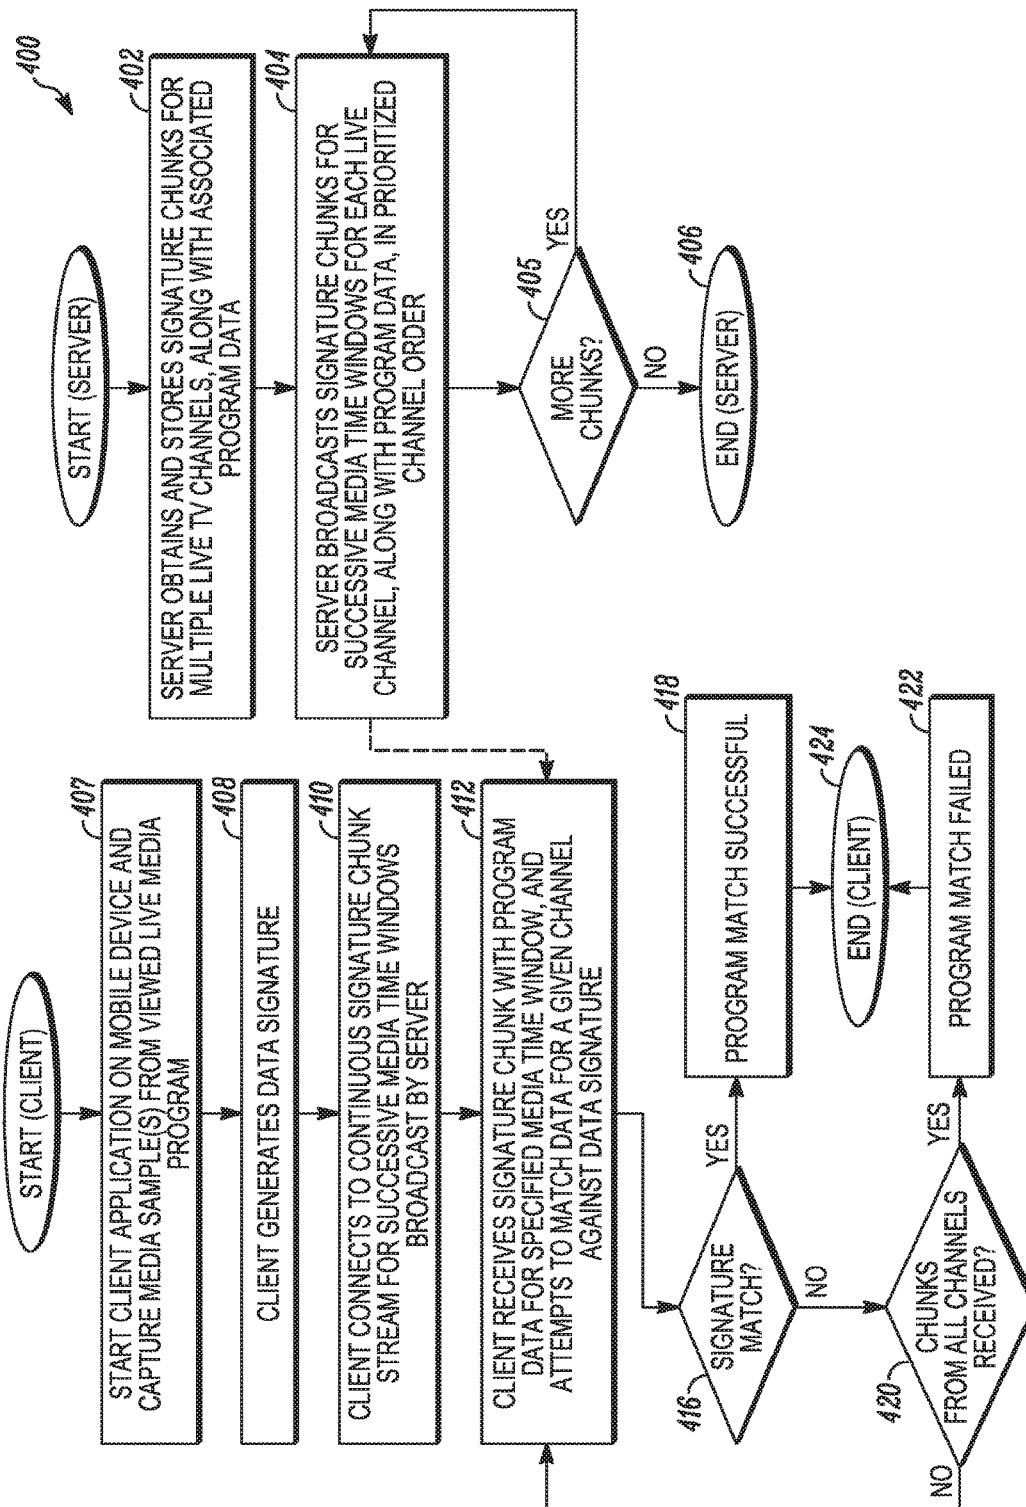 400
START (SERVER)
402
SERVER OBTAINS AND STORES SIGNATURE CHUNKS FOR
MULTIPLE LIVE TV CHANNELS, ALONG WITH ASSOCIATED
PROGRAM DATA
404
SERVER BROADCASTS SIGNATURE CHUNKS FOR
SUCCESSIVE MEDIA TIME WINDOWS FOR EACH LIVE
CHANNEL, ALONG WITH PROGRAM DATA, IN PRIORITIZED
CHANNEL ORDER
405
MORE
CHUNKS?
YES
NO
406
END (SERVER)
START (CLIENT)
407
START CLIENT APPLICATION ON MOBILE DEVICE AND
CAPTURE MEDIA SAMPLE(S) FROM VIEWED LIVE MEDIA
PROGRAM
408
CLIENT GENERATES DATA SIGNATURE
410
CLIENT CONNECTS TO CONTINUOUS SIGNATURE CHUNK
STREAM FOR SUCCESSIVE MEDIA TIME WINDOWS
BROADCAST BY SERVER
412
CLIENT RECEIVES SIGNATURE CHUNK WITH PROGRAM
DATA FOR SPECIFIED MEDIA TIME WINDOW, AND
ATTEMPTS TO MATCH DATA FOR A GIVEN CHANNEL
AGAINST DATA SIGNATURE
416
SIGNATURE
MATCH?
YES
NO
418
PROGRAM MATCH SUCCESSFUL
420
CHUNKS
FROM ALL CHANNELS
RECEIVED?
NO
YES
422
PROGRAM MATCH FAILED
424
END (CLIENT)